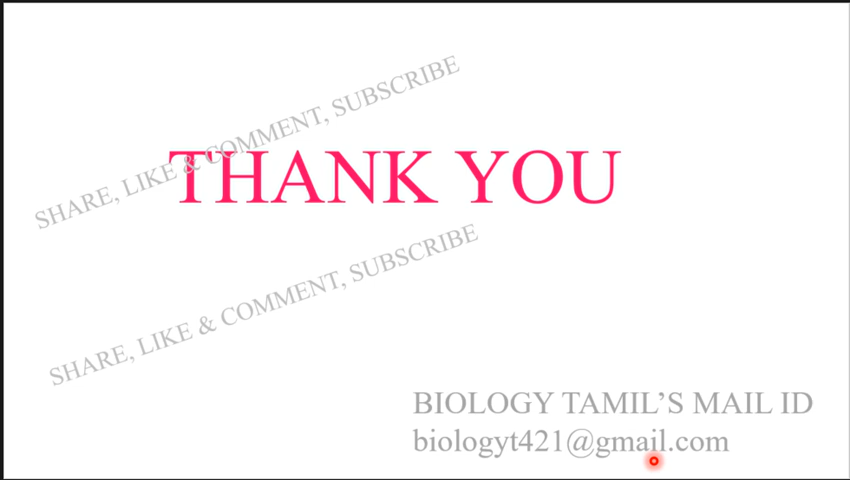 SHARE, LIKE & COMMENT, SUBSCRIBE
THANK YOU
SHARE, LIKE & COMMENT, SUBSCRIBE
BIOLOGY TAMIL’S MAIL ID
biologyt421@gmail.com